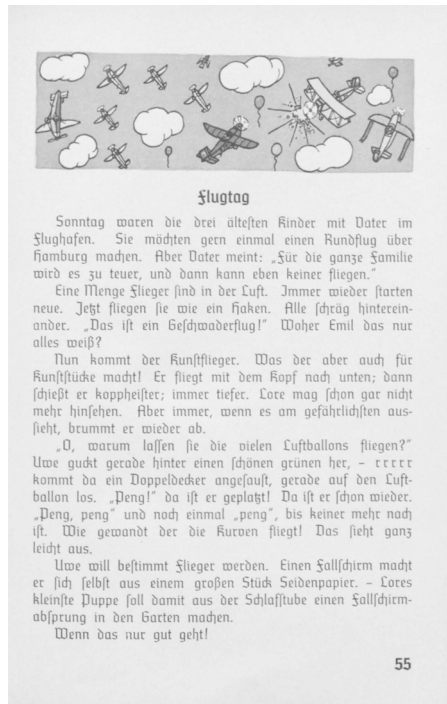 Flugtag
Sonntag waren die drei ältesten Kinder mit Vater im
Flughafen. Sie möchten gern einmal einen Rundflug über
Hamburg machen. Aber Vater meint: „Für die ganze Familie
wird es zu teuer, und dann kann eben keiner fliegen.“
Eine Menge Flieger sind in der Luft. Immer wieder starten
neue. Jetzt fliegen sie wie ein Haken. Alle schräg hinterein-
ander. „Das ist ein Geschwaderflug!“ Woher Emil das nur
alles weiß?
Nun kommt der Kunstflieger. Was der aber auch für
Kunststücke macht! Er fliegt mit dem Kopf nach unten; dann
schießt er koppheister; immer tiefer. Lore mag schon gar nicht
mehr hinsehen. Aber immer, wenn es am gefährlichsten aus-
sieht, brummt er wieder ab.
„O, warum lassen sie die vielen Luftballons fliegen?“
Uwe guckt gerade hinter einen schönen grünen her, – r r r r r
kommt da ein Doppeldecker angesaust, gerade auf den Luft-
ballon los. „Peng!“ da ist er geplatzt! Da ist er schon wieder.
„Peng, peng“ und noch einmal „peng“, bis keiner mehr nach
ist. Wie gewandt der die Kurven fliegt! Das sieht ganz
leicht aus.
Uwe will bestimmt Flieger werden. Einen Fallschirm macht
er sich selbst aus einem großen Stück Seidenpapier. – Lores
kleinste Puppe soll damit aus der Schlafstube einen Fallschirm-
absprung in den Garten machen.
Wenn das nur gut geht!
55